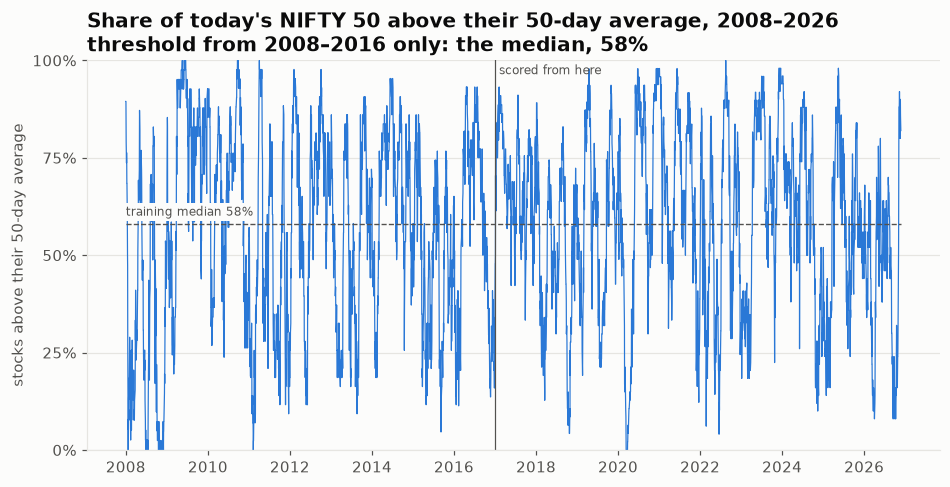 Share of today's NIFTY 50 above their 50-day average, 2008–2026
threshold from 2008–2016 only: the median, 58%
100%
scored from here
75%
training median 58%
50%
25%
0%
stocks above their 50-day average
2008 2010 2012 2014 2016 2018 2020 2022 2024 2026